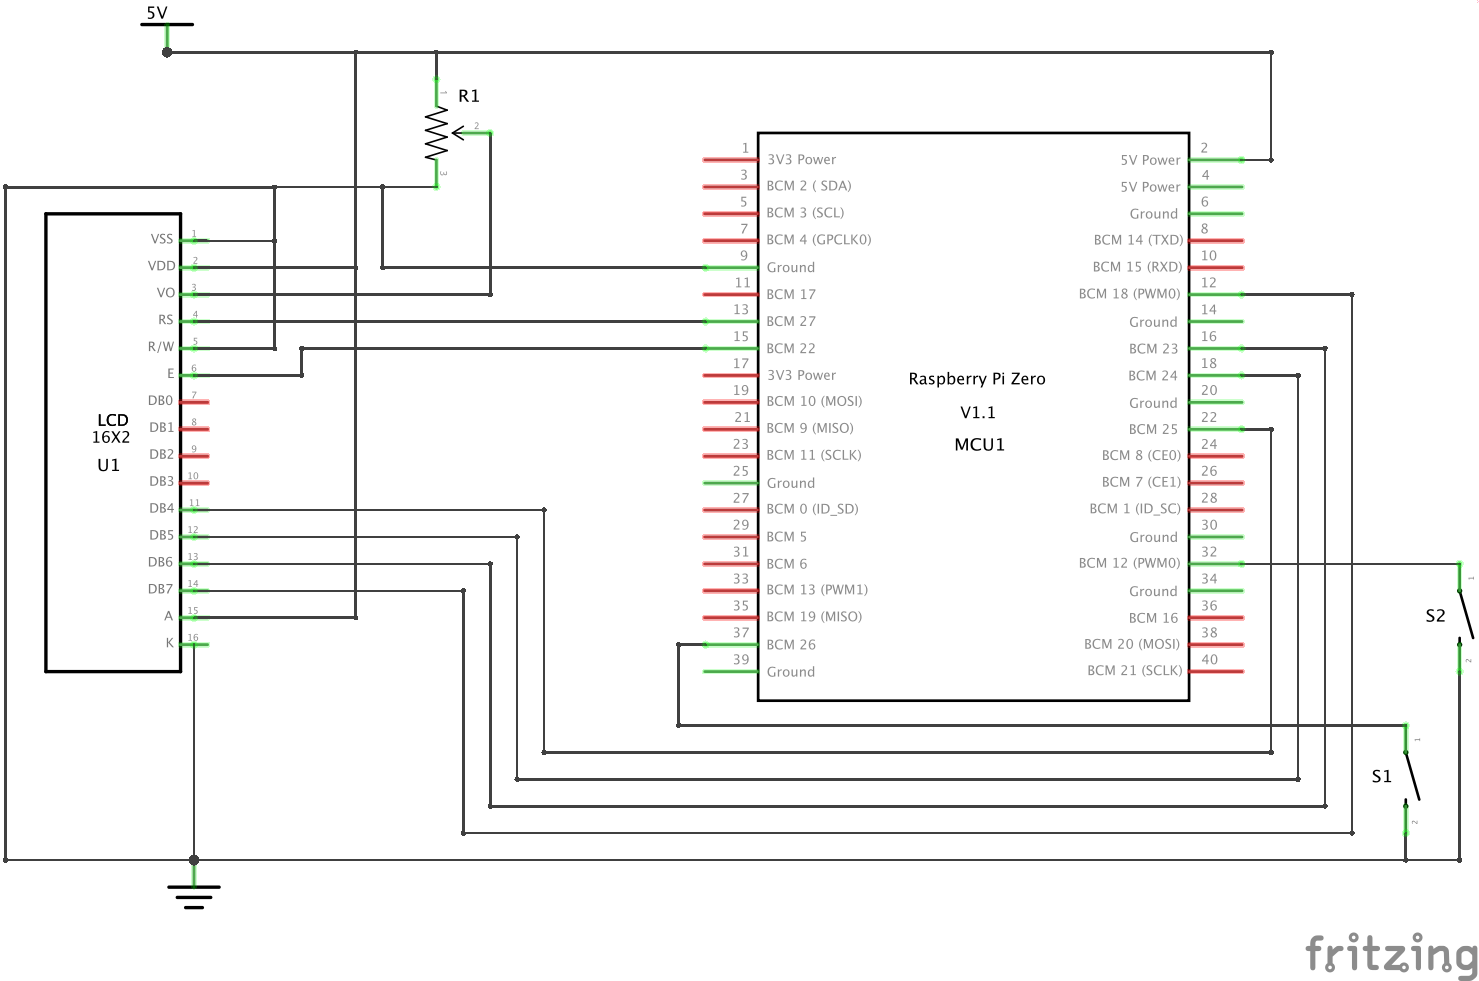 5V
R1
1
2
3
LCD
16X2
U1
VSS 1
VDD 2
VO 3
RS 4
R/W 5
E 6
DB0 7
DB1 8
DB2 9
DB3 10
DB4 11
DB5 12
DB6 13
DB7 14
A 15
K 16
Raspberry Pi Zero
V1.1
MCU1
1 3V3 Power
3 BCM 2 ( SDA)
5 BCM 3 (SCL)
7 BCM 4 (GPCLK0)
9 Ground
11 BCM 17
13 BCM 27
15 BCM 22
17 3V3 Power
19 BCM 10 (MOSI)
21 BCM 9 (MISO)
23 BCM 11 (SCLK)
25 Ground
27 BCM 0 (ID_SD)
29 BCM 5
31 BCM 6
33 BCM 13 (PWM1)
35 BCM 19 (MISO)
37 BCM 26
39 Ground
5V Power 2
5V Power 4
Ground 6
BCM 14 (TXD) 8
BCM 15 (RXD) 10
BCM 18 (PWM0) 12
Ground 14
BCM 23 16
BCM 24 18
Ground 20
BCM 25 22
BCM 8 (CE0) 24
BCM 7 (CE1) 26
BCM 1 (ID_SC) 28
Ground 30
BCM 12 (PWM0) 32
Ground 34
BCM 16 36
BCM 20 (MOSI) 38
BCM 21 (SCLK) 40
S2
1
2
S1
1
2
fritzing